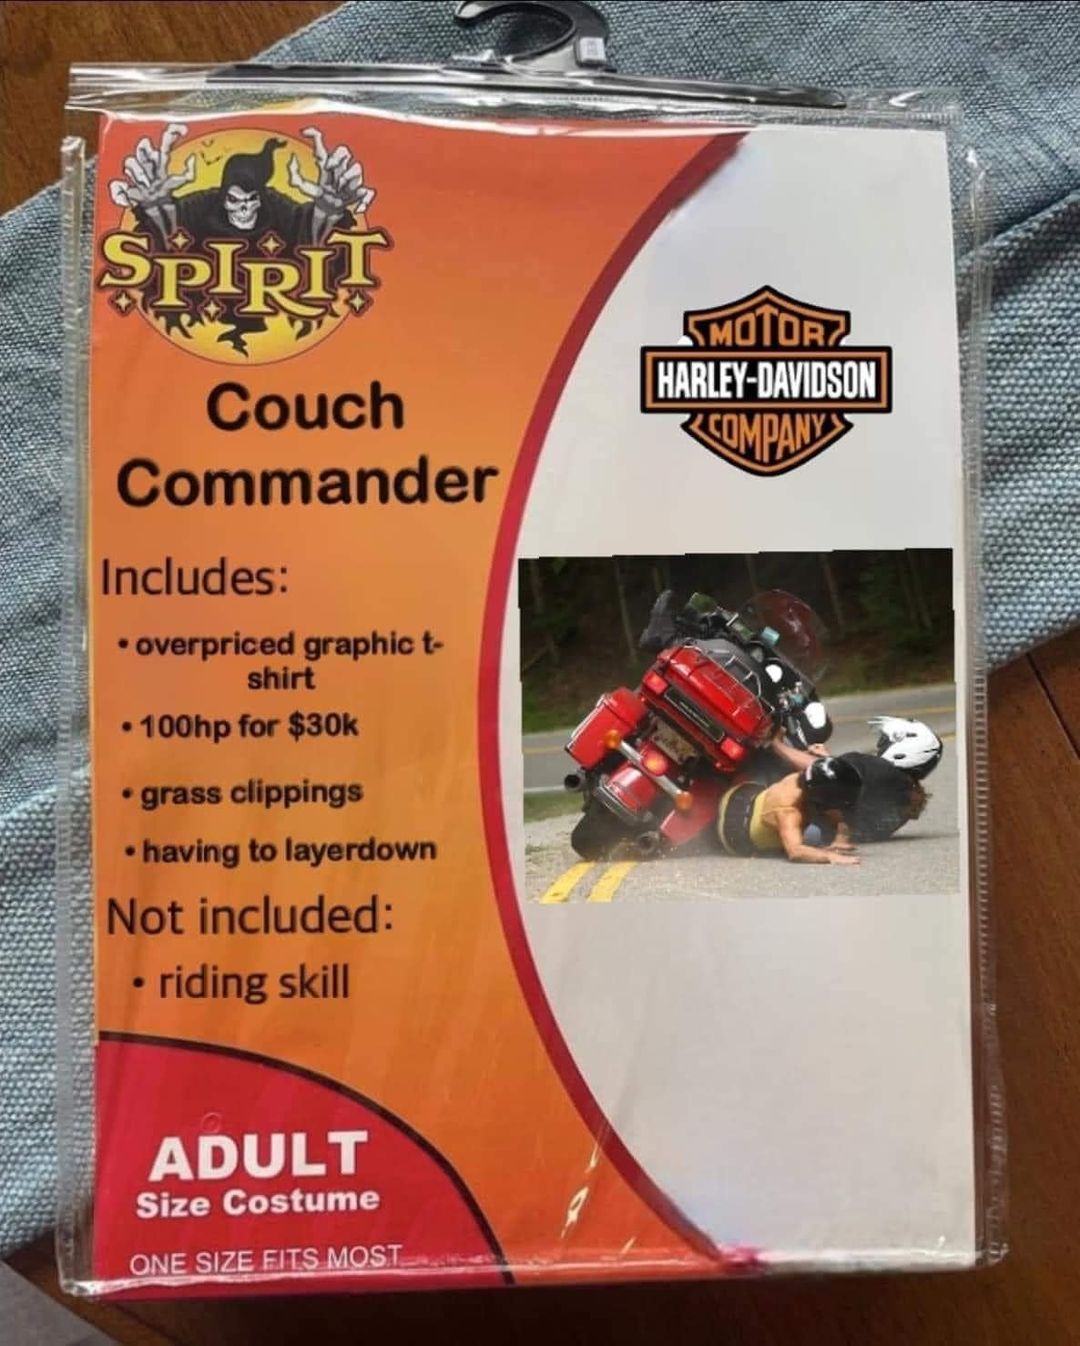 SPIRIT
Couch
Commander
Includes:
• overpriced graphic t-
shirt
• 100hp for $30k
• grass clippings
• having to layerdown
Not included:
• riding skill
ADULT
Size Costume
ONE SIZE FITS MOST
MOTOR
HARLEY-DAVIDSON
COMPANY